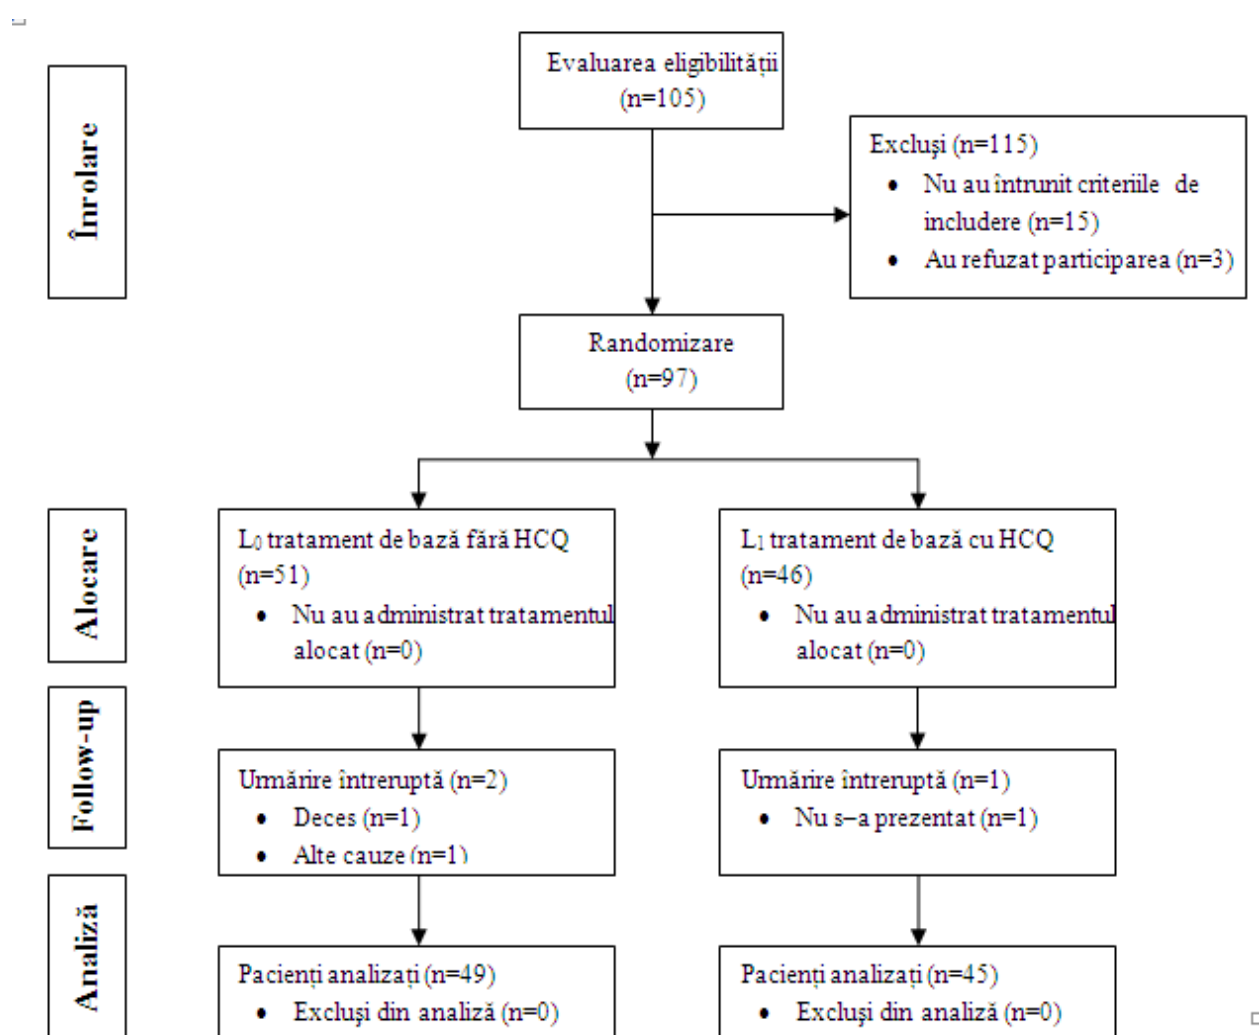 Evaluarea eligibilității
(n=105)
Înrolare
Excluşi (n=115)
• Nu au întrunit criteriile de
includere (n=15)
• Au refuzat participarea (n=3)
Randomizare
(n=97)
Alocare
L₀ tratament de bază fără HCQ
(n=51)
• Nu au administrat tratamentul
alocat (n=0)
L₁ tratament de bază cu HCQ
(n=46)
• Nu au administrat tratamentul
alocat (n=0)
Follow-up
Urmărire întreruptă (n=2)
• Deces (n=1)
• Alte cauze (n=1)
Urmărire întreruptă (n=1)
• Nu s–a prezentat (n=1)
Analiză
Pacienți analizați (n=49)
• Excluşi din analiză (n=0)
Pacienți analizați (n=45)
• Excluşi din analiză (n=0)